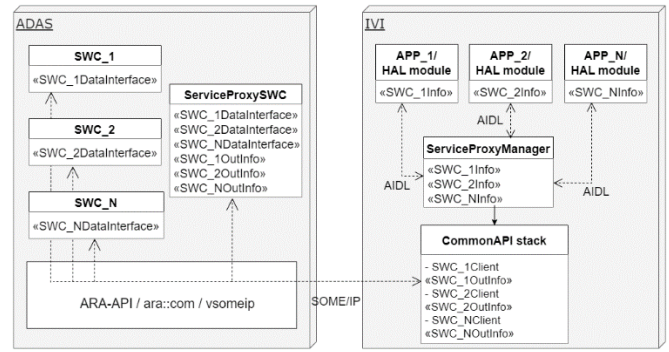 ADAS
SWC_1
«SWC_1DataInterface»
SWC_2
«SWC_2DataInterface»
SWC_N
«SWC_NDataInterface»
ServiceProxySWC
«SWC_1DataInterface»
«SWC_2DataInterface»
«SWC_NDataInterface»
«SWC_1OutInfo»
«SWC_2OutInfo»
«SWC_NOutInfo»
ARA-API / ara::com / vsomeip
SOME/IP
IVI
APP_1/
HAL module
«SWC_1Info»
APP_2/
HAL module
«SWC_2Info»
APP_N/
HAL module
«SWC_NInfo»
AIDL
AIDL
AIDL
ServiceProxyManager
«SWC_1Info»
«SWC_2Info»
«SWC_NInfo»
CommonAPI stack
- SWC_1Client
«SWC_1OutInfo»
- SWC_2Client
«SWC_2OutInfo»
- SWC_NClient
«SWC_NOutInfo»